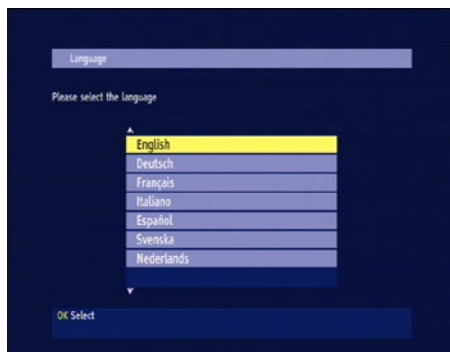 Language
Please select the language
English
Deutsch
Français
Italiano
Español
Svenska
Nederlands
OK Select